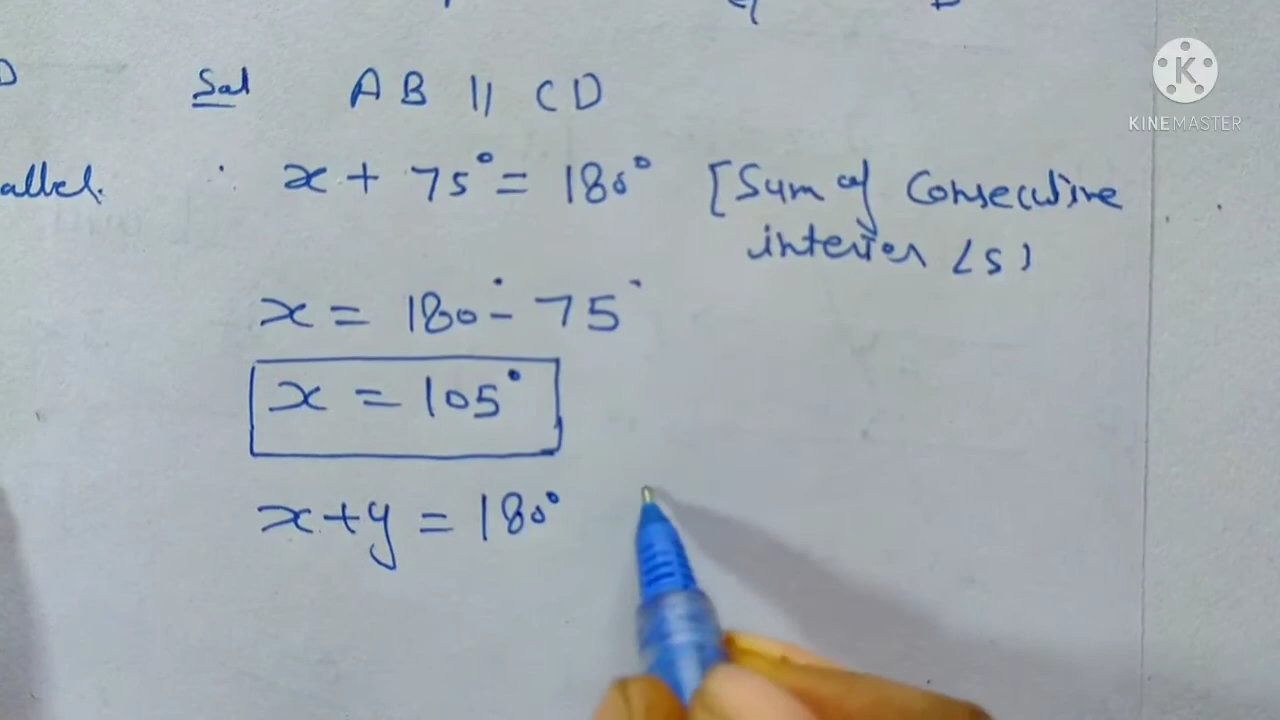 Sol AB || CD
allel. ∴ x + 75° = 180° [Sum of Consecutive
interior ∠s)
x = 180° - 75°
x = 105°
x + y = 180°
K
KINEMASTER